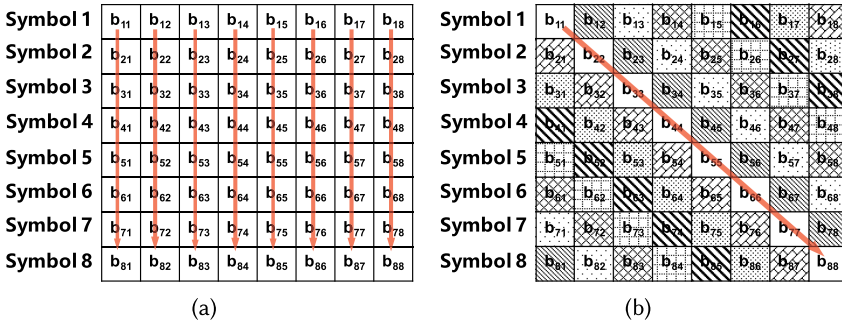 Symbol 1 b11 b12 b13 b14 b15 b16 b17 b18 Symbol 1 b11 b12 b13 b14 b15 b16 b17 b18
Symbol 2 b21 b22 b23 b24 b25 b26 b27 b28 Symbol 2 b21 b22 b23 b24 b25 b26 b27 b28
Symbol 3 b31 b32 b33 b34 b35 b36 b37 b38 Symbol 3 b31 b32 b33 b34 b35 b36 b37 b38
Symbol 4 b41 b42 b43 b44 b45 b46 b47 b48 Symbol 4 b41 b42 b43 b44 b45 b46 b47 b48
Symbol 5 b51 b52 b53 b54 b55 b56 b57 b58 Symbol 5 b51 b52 b53 b54 b55 b56 b57 b58
Symbol 6 b61 b62 b63 b64 b65 b66 b67 b68 Symbol 6 b61 b62 b63 b64 b65 b66 b67 b68
Symbol 7 b71 b72 b73 b74 b75 b76 b77 b78 Symbol 7 b71 b72 b73 b74 b75 b76 b77 b78
Symbol 8 b81 b82 b83 b84 b85 b86 b87 b88 Symbol 8 b81 b82 b83 b84 b85 b86 b87 b88
(a) (b)